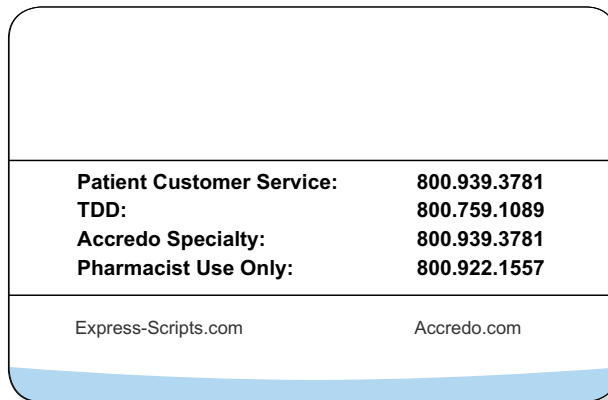 Patient Customer Service: 800.939.3781
TDD: 800.759.1089
Accredo Specialty: 800.939.3781
Pharmacist Use Only: 800.922.1557
Express-Scripts.com Accredo.com